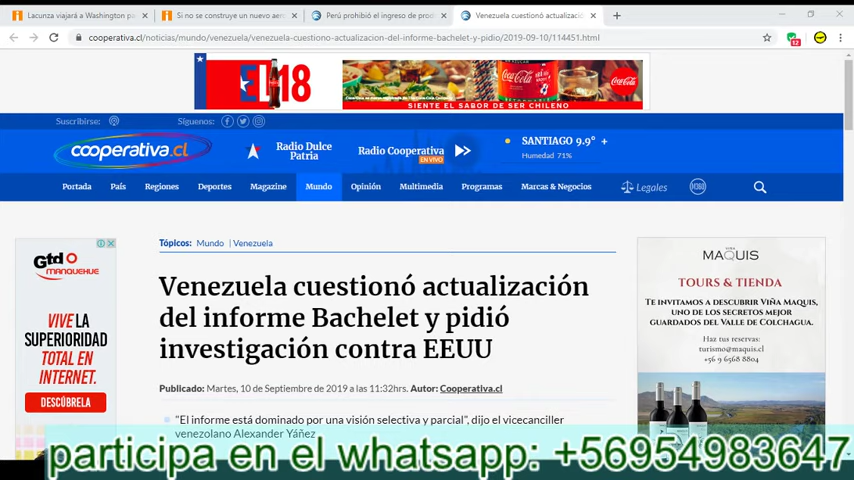 Lacunza viajará a Washington pa
Si no se construye un nuevo aero
Perú prohibió el ingreso de prod
Venezuela cuestionó actualizació
cooperativa.cl/noticias/mundo/venezuela/venezuela-cuestiono-actualizacion-del-informe-bachelet-y-pidio/2019-09-10/114451.html
12
EL18
Coca-Cola
SIENTE EL SABOR DE SER CHILENO
Suscribirse:
Síguenos:
cooperativa.cl
Radio Dulce
Patria
Radio Cooperativa
EN VIVO
SANTIAGO 9.9° +
Humedad 71%
Portada
País
Regiones
Deportes
Magazine
Mundo
Opinión
Multimedia
Programas
Marcas & Negocios
Legales
Tópicos: Mundo | Venezuela
Gtd
MANQUEHUE
VIVE LA
SUPERIORIDAD
TOTAL EN
INTERNET.
DESCÚBRELA
Venezuela cuestionó actualización
del informe Bachelet y pidió
investigación contra EEUU
Publicado: Martes, 10 de Septiembre de 2019 a las 11:32hrs. Autor: Cooperativa.cl
"El informe está dominado por una visión selectiva y parcial", dijo el vicecanciller
venezolano Alexander Yáñez
VIÑA
MAQUIS
TOURS & TIENDA
TE INVITAMOS A DESCUBRIR VIÑA MAQUIS,
UNO DE LOS SECRETOS MEJOR
GUARDADOS DEL VALLE DE COLCHAGUA.
Haz tus reservas:
turismo@maquis.cl
+56 9 6568 8804
participa en el whatsapp: +56954983647